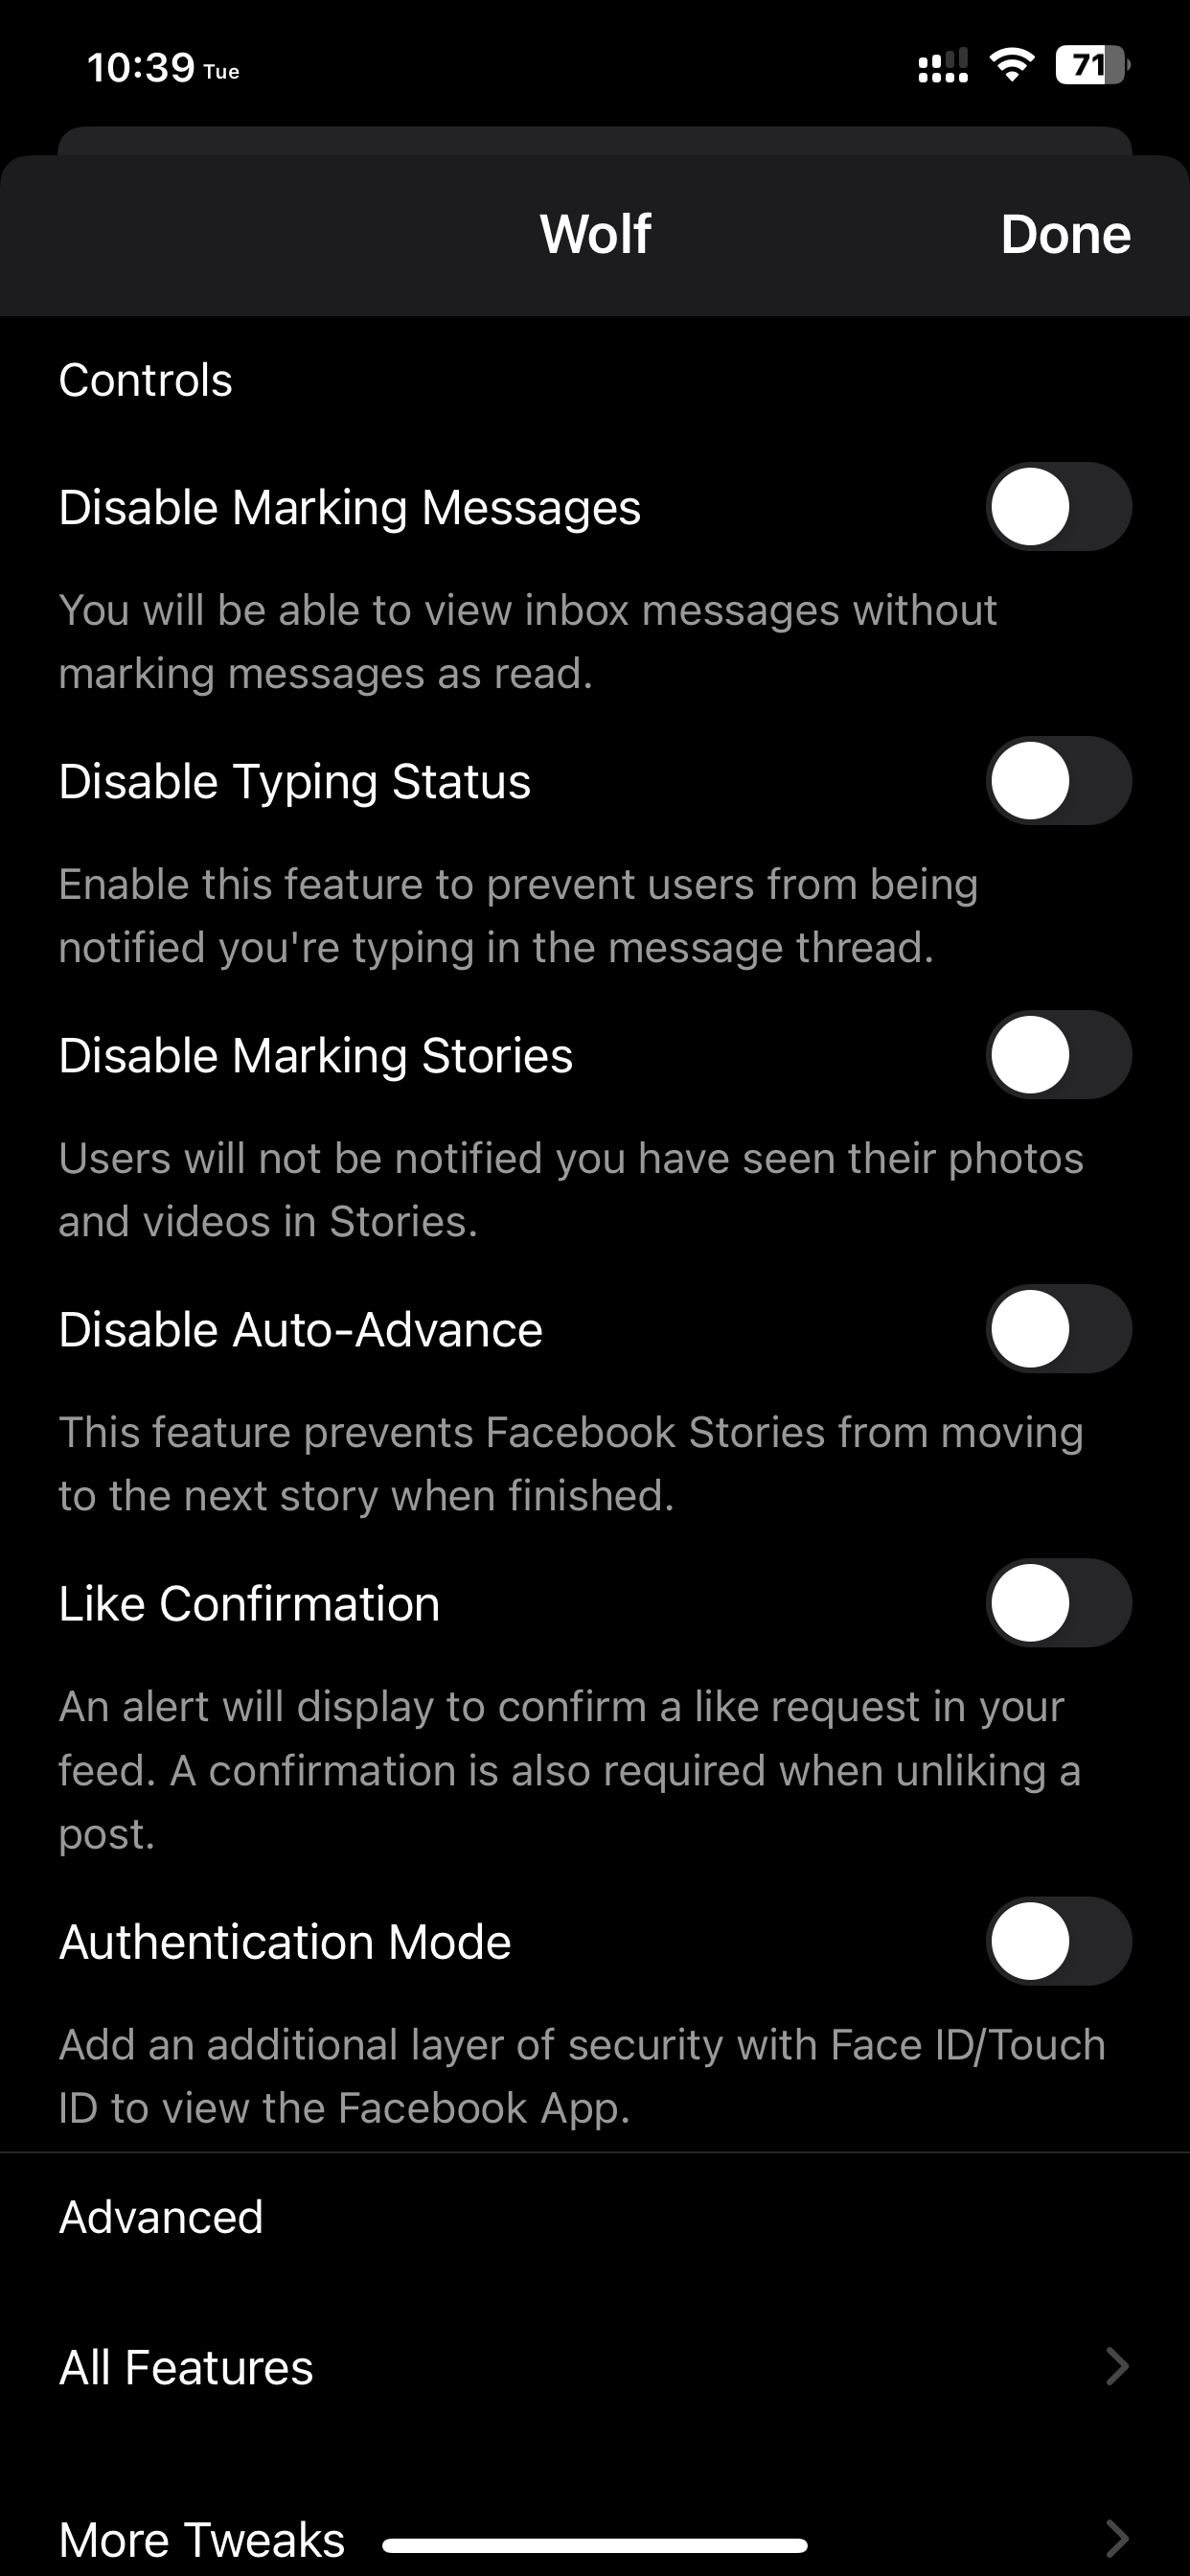 10:39 Tue
71
Wolf
Done
Controls
Disable Marking Messages
You will be able to view inbox messages without
marking messages as read.
Disable Typing Status
Enable this feature to prevent users from being
notified you're typing in the message thread.
Disable Marking Stories
Users will not be notified you have seen their photos
and videos in Stories.
Disable Auto-Advance
This feature prevents Facebook Stories from moving
to the next story when finished.
Like Confirmation
An alert will display to confirm a like request in your
feed. A confirmation is also required when unliking a
post.
Authentication Mode
Add an additional layer of security with Face ID/Touch
ID to view the Facebook App.
Advanced
All Features
More Tweaks